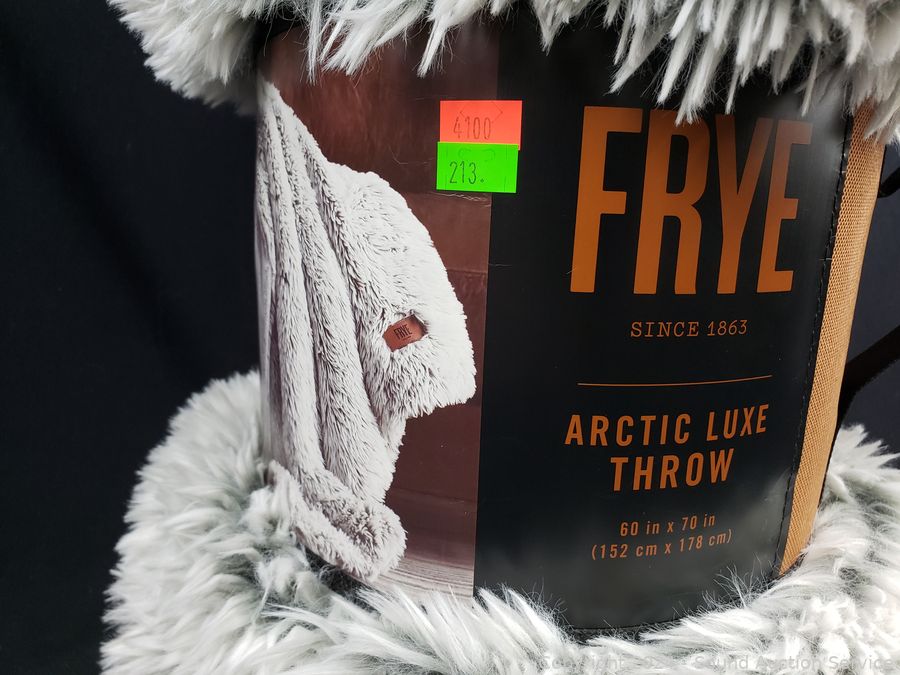 4100
213.
FRYE
SINCE 1863
FRYE
ARCTIC LUXE
THROW
60 in x 70 in
(152 cm x 178 cm)
Sound Auction Service